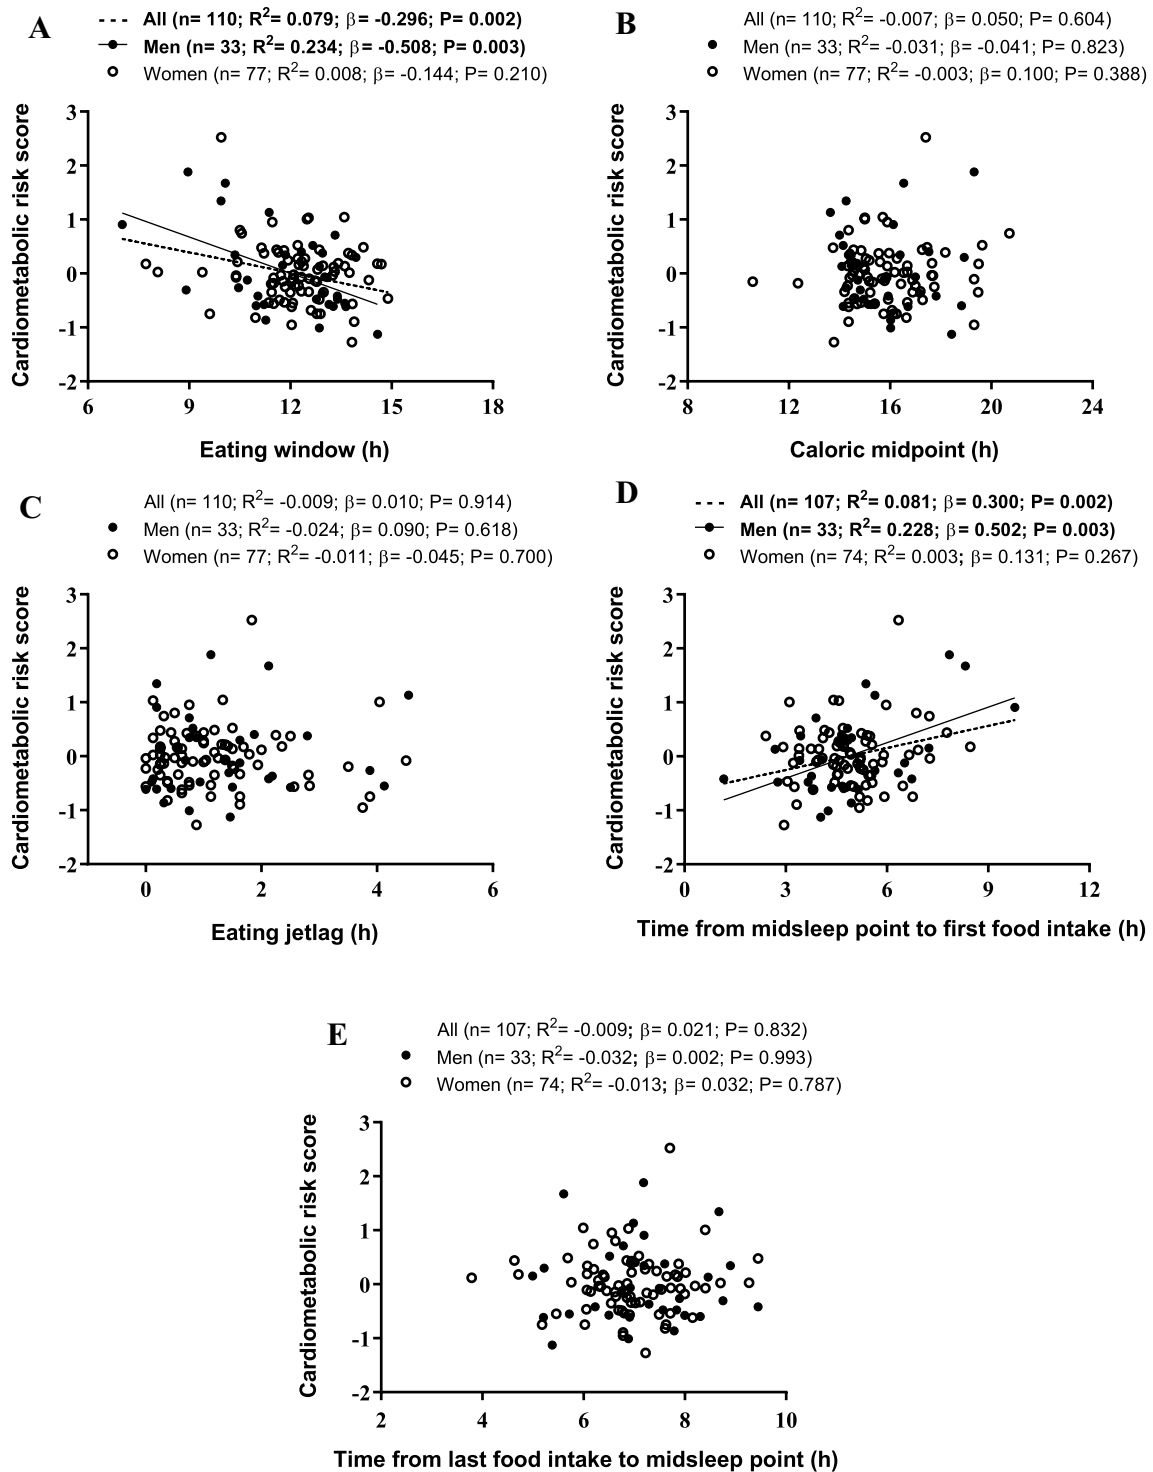 A
All (n= 110; R²= 0.079; β= -0.296; P= 0.002)
Men (n= 33; R²= 0.234; β= -0.508; P= 0.003)
Women (n= 77; R²= 0.008; β= -0.144; P= 0.210)
Cardiometabolic risk score
3
2
1
0
-1
-2
6 9 12 15 18
Eating window (h)
B
All (n= 110; R²= -0.007; β= 0.050; P= 0.604)
Men (n= 33; R²= -0.031; β= -0.041; P= 0.823)
Women (n= 77; R²= -0.003; β= 0.100; P= 0.388)
Cardiometabolic risk score
3
2
1
0
-1
-2
8 12 16 20 24
Caloric midpoint (h)
C
All (n= 110; R²= -0.009; β= 0.010; P= 0.914)
Men (n= 33; R²= -0.024; β= 0.090; P= 0.618)
Women (n= 77; R²= -0.011; β= -0.045; P= 0.700)
Cardiometabolic risk score
3
2
1
0
-1
-2
0 2 4 6
Eating jetlag (h)
D
All (n= 107; R²= 0.081; β= 0.300; P= 0.002)
Men (n= 33; R²= 0.228; β= 0.502; P= 0.003)
Women (n= 74; R²= 0.003; β= 0.131; P= 0.267)
Cardiometabolic risk score
3
2
1
0
-1
-2
0 3 6 9 12
Time from midsleep point to first food intake (h)
E
All (n= 107; R²= -0.009; β= 0.021; P= 0.832)
Men (n= 33; R²= -0.032; β= 0.002; P= 0.993)
Women (n= 74; R²= -0.013; β= 0.032; P= 0.787)
Cardiometabolic risk score
3
2
1
0
-1
-2
2 4 6 8 10
Time from last food intake to midsleep point (h)